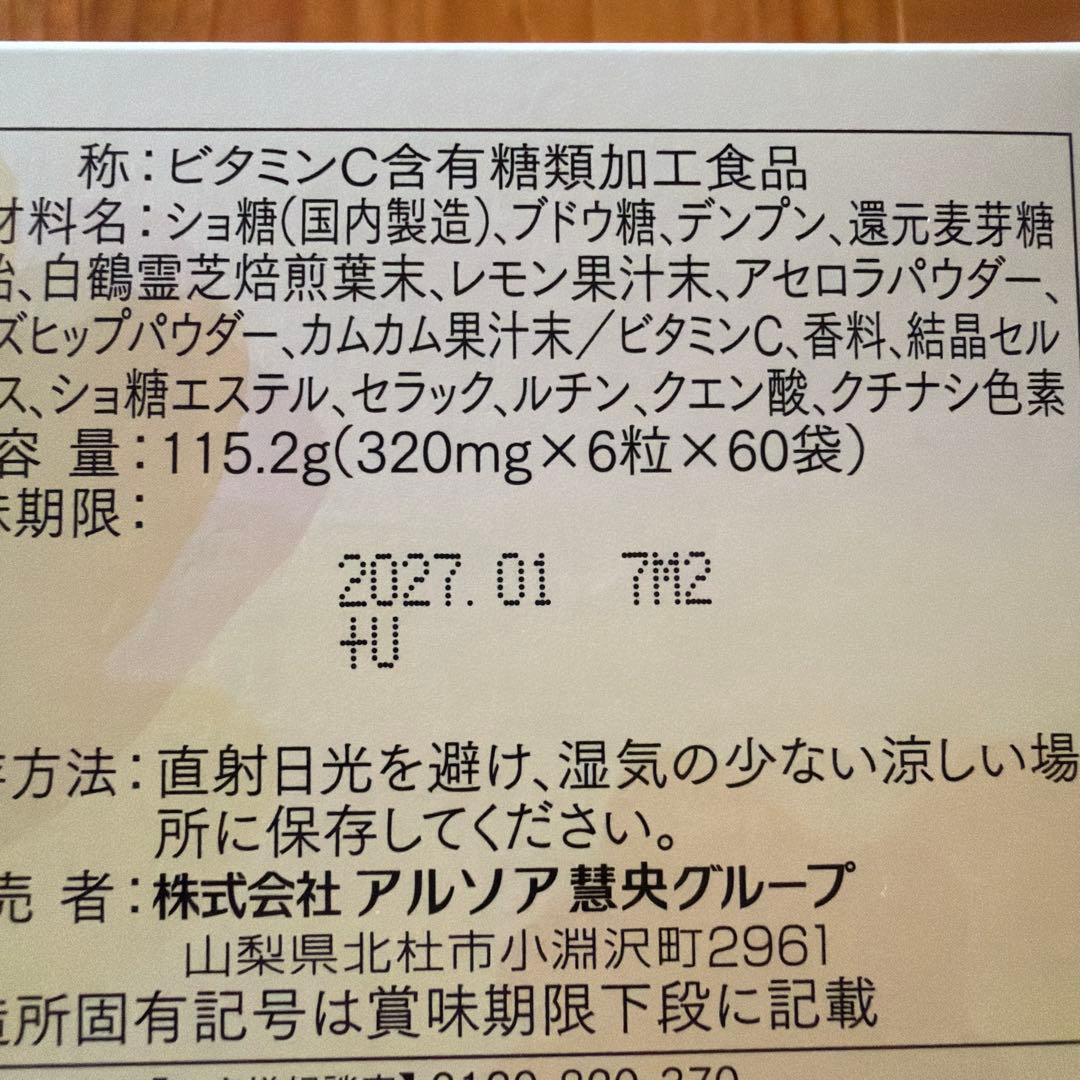 称：ビタミンC含有糖類加工食品
材料名：ショ糖(国内製造)、ブドウ糖、デンプン、還元麦芽糖
飴、白鶴霊芝焙煎葉末、レモン果汁末、アセロラパウダー、
ズヒップパウダー、カムカム果汁末／ビタミンC、香料、結晶セル
ス、ショ糖エステル、セラック、ルチン、クエン酸、クチナシ色素
容 量：115.2g(320mg×6粒×60袋)
味期限：
2027.01 7M2
+U
存方法：直射日光を避け、湿気の少ない涼しい場
所に保存してください。
売 者：株式会社 アルソア 慧央グループ
山梨県北杜市小淵沢町2961
造所固有記号は賞味期限下段に記載